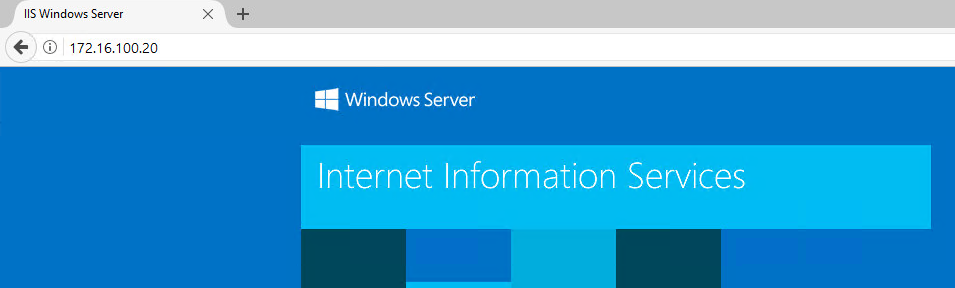 IIS Windows Server
172.16.100.20
Windows Server
Internet Information Services